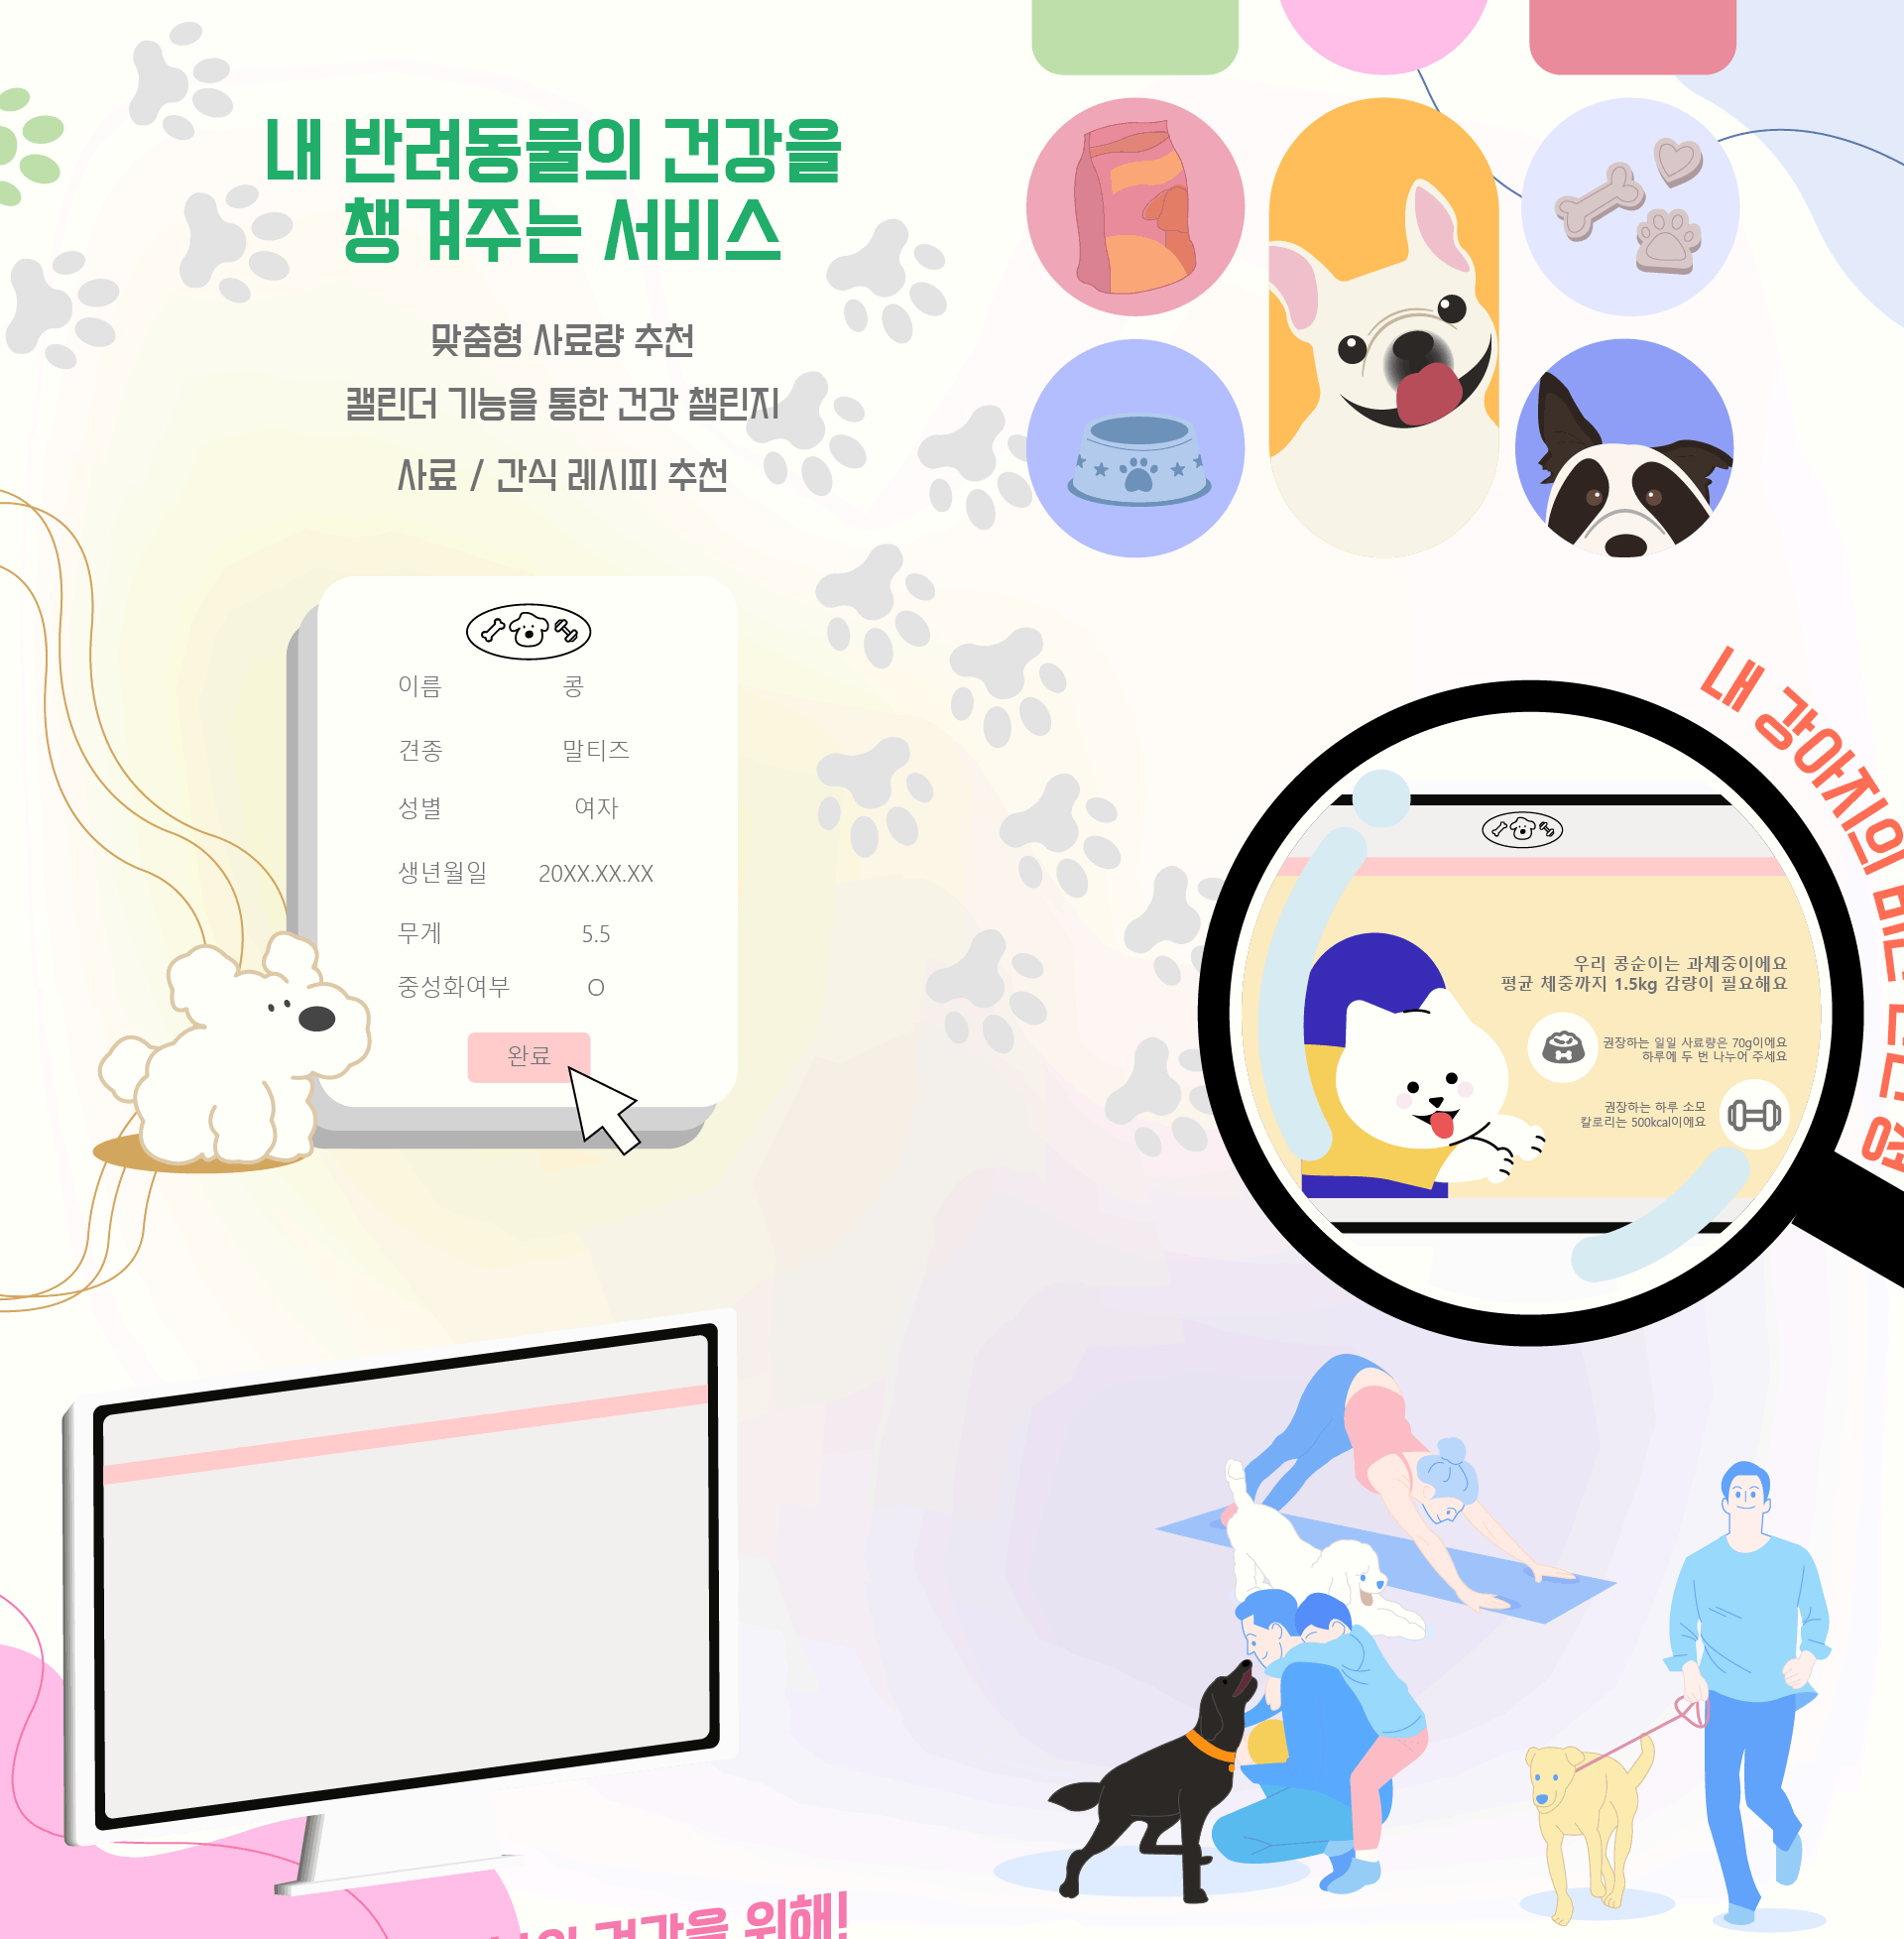 내 반려동물의 건강을
챙겨주는 서비스
맞춤형 사료량 추천
캘린더 기능을 통한 건강 챌린지
사료 / 간식 레시피 추천
이름 콩
견종 말티즈
성별 여자
생년월일 20XX.XX.XX
무게 5.5
중성화여부 O
완료
내 강아지의
우리 콩순이는 과체중이에요
평균 체중까지 1.5kg 감량이 필요해요
권장하는 일일 사료량은 70g이에요
하루에 두 번 나누어 주세요
권장하는 하루 소모
칼로리는 500kcal이에요
건강을 위해!